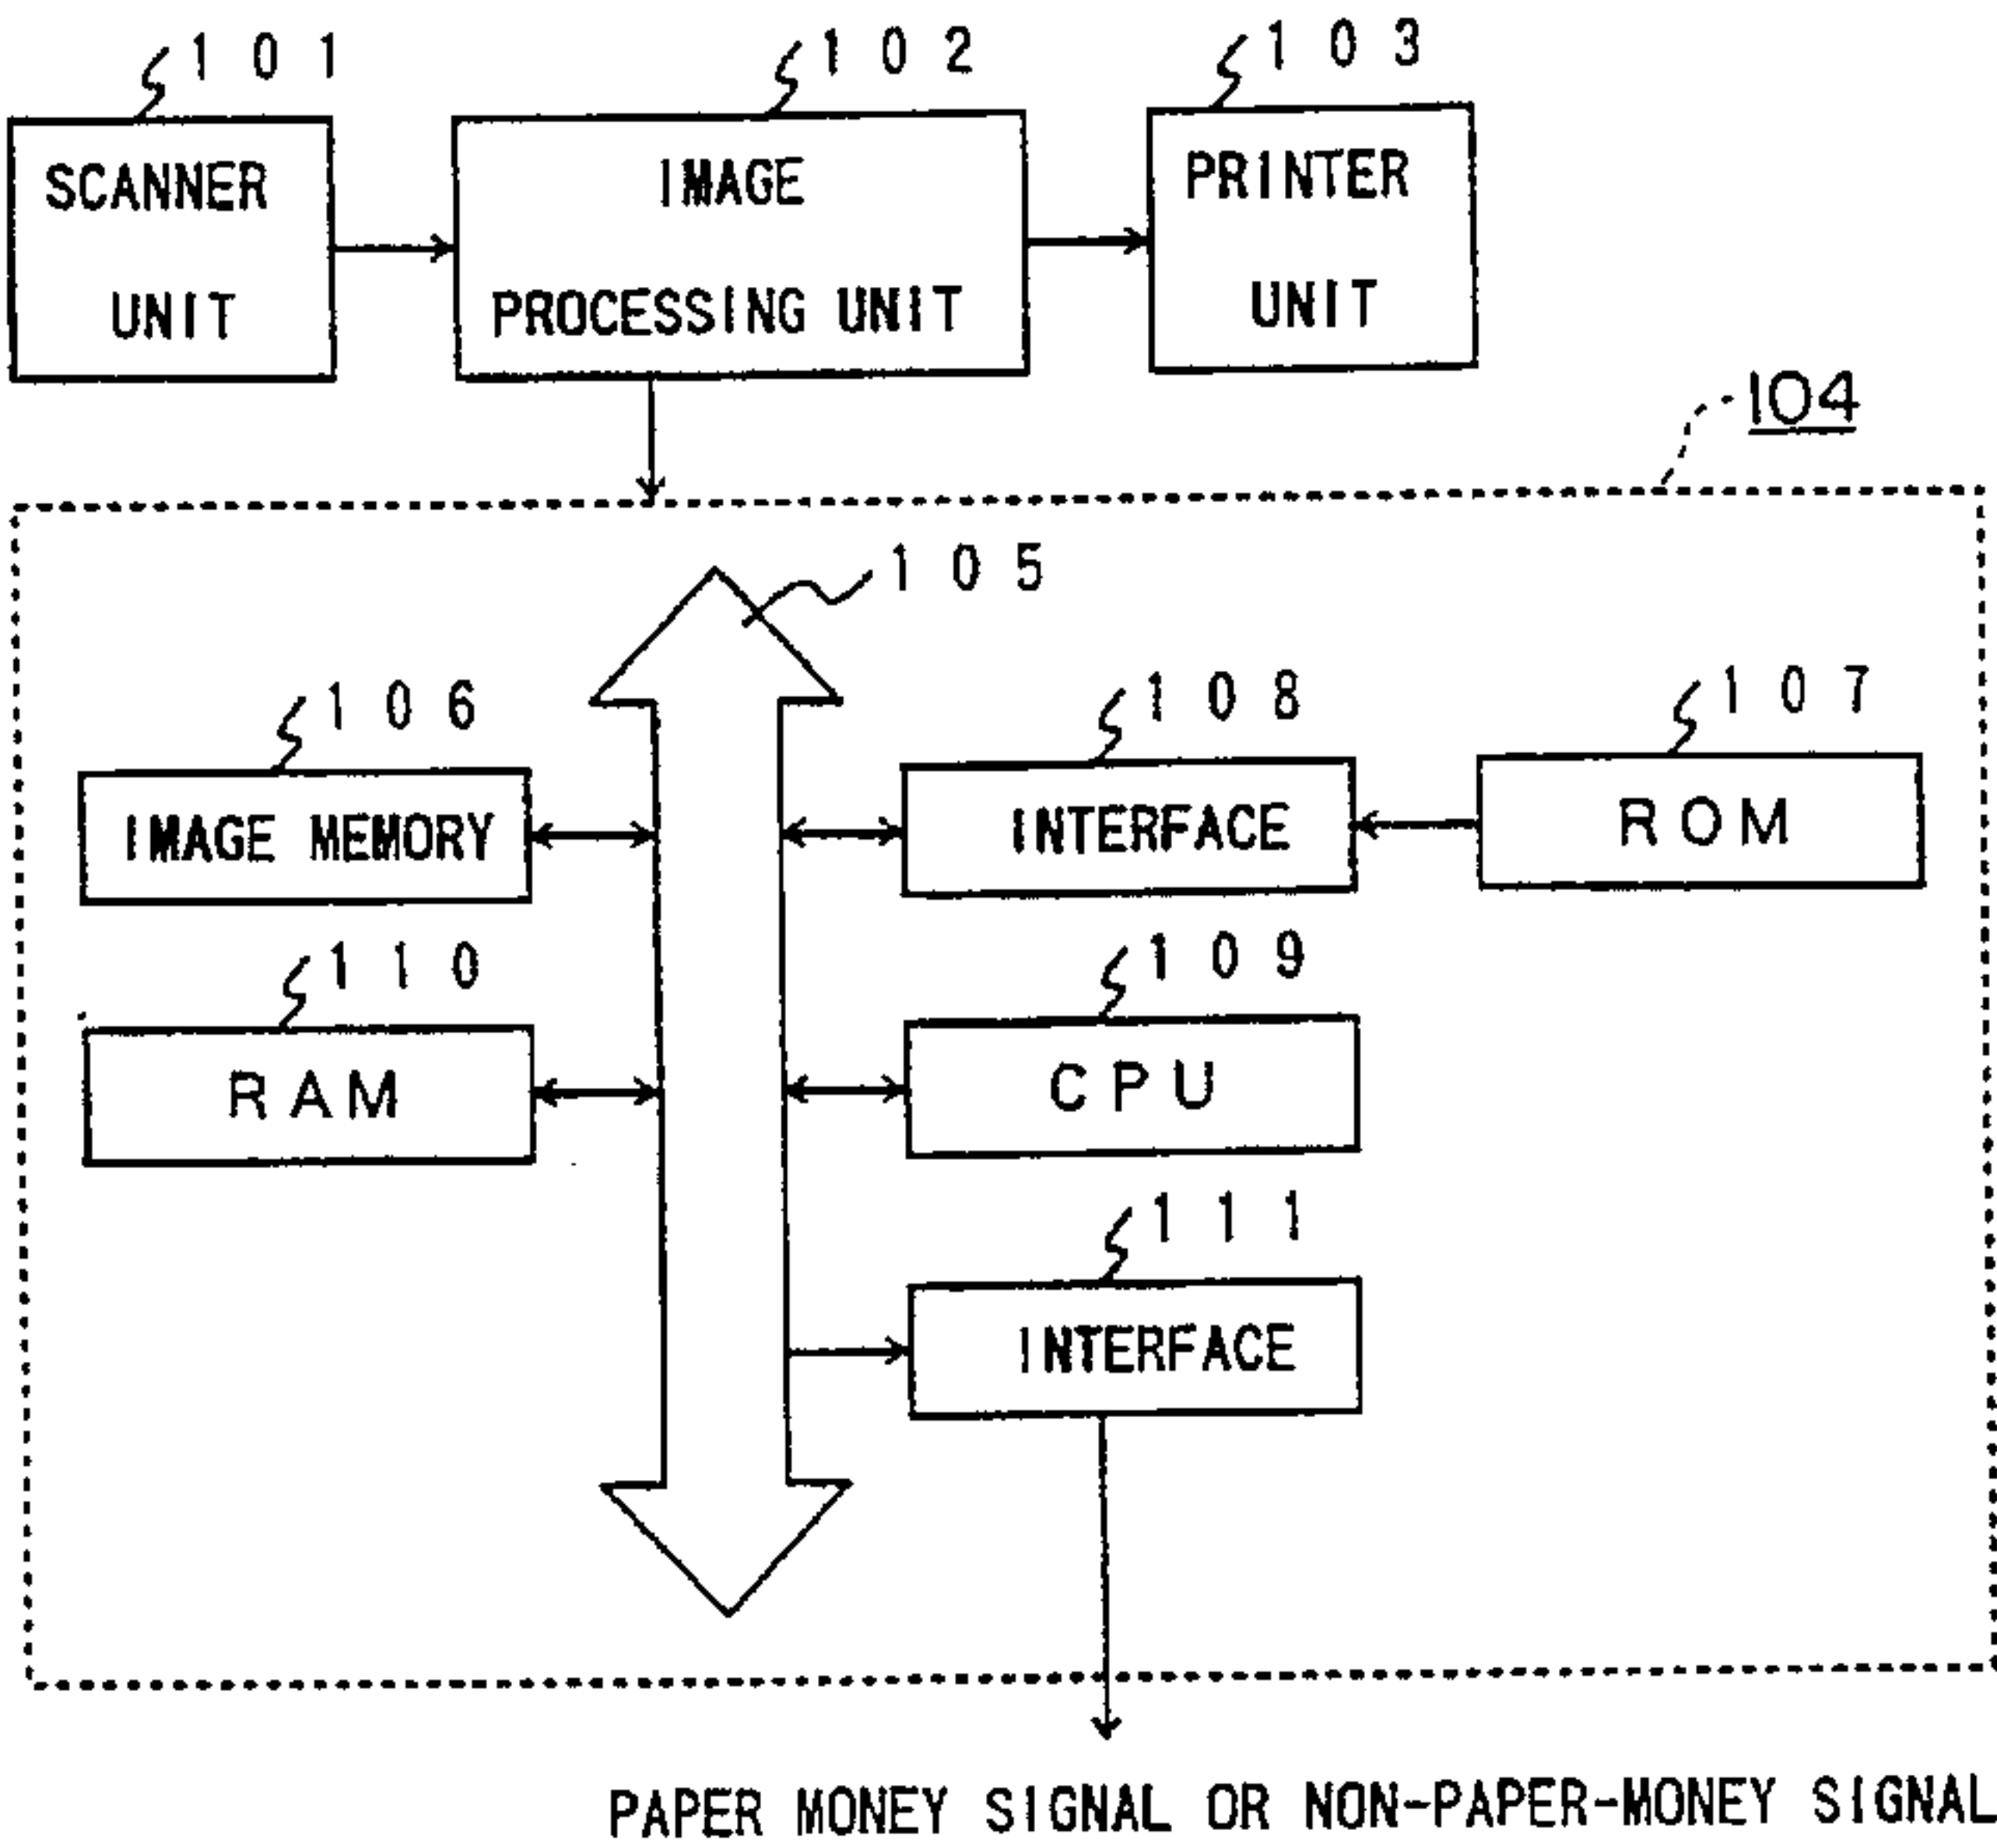 101
102
103
SCANNER
UNIT
IMAGE
PROCESSING UNIT
PRINTER
UNIT
104
105
106
108
107
IMAGE MEMORY
INTERFACE
ROM
110
109
RAM
CPU
111
INTERFACE
PAPER MONEY SIGNAL OR NON-PAPER-MONEY SIGNAL